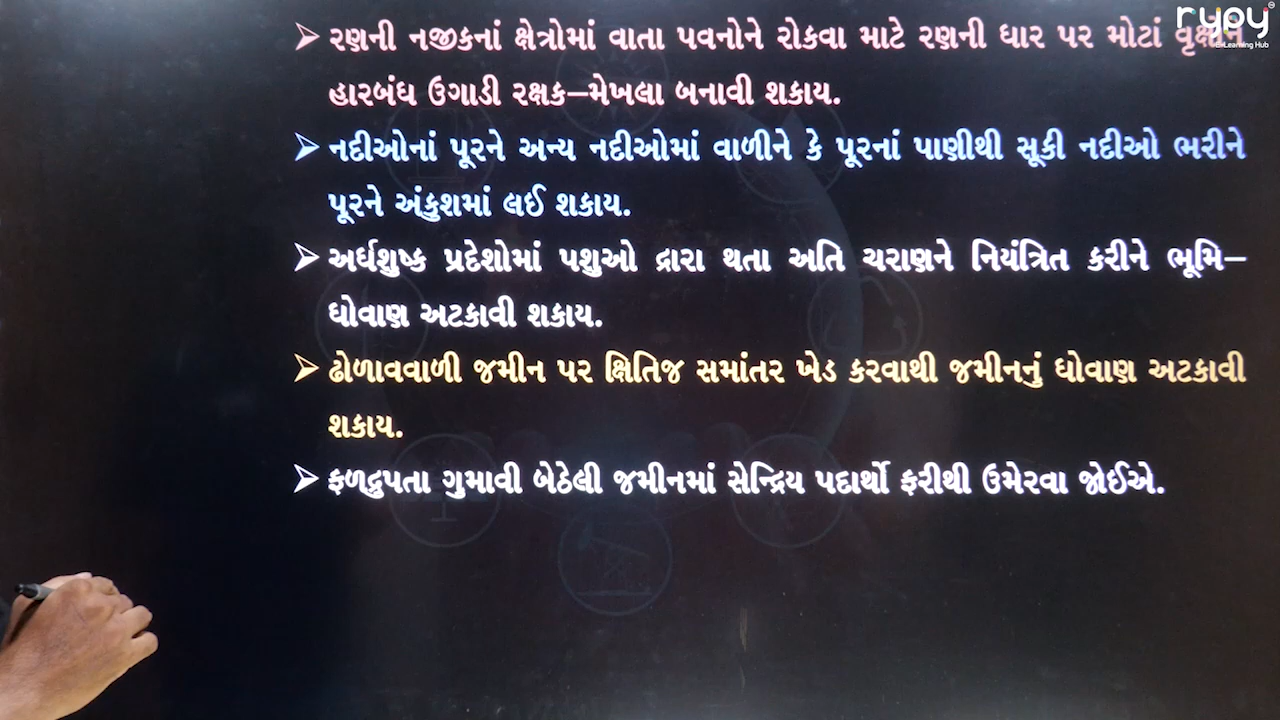 રણની નજીકનાં ક્ષેત્રોમાં વાતા પવનોને રોકવા માટે રણની ધાર પર મોટાં વૃક્ષોને
rypy
E-Learning Hub
હારબંધ ઉગાડી રક્ષક–મેખલા બનાવી શકાય.
નદીઓનાં પૂરને અન્ય નદીઓમાં વાળીને કે પૂરનાં પાણીથી સૂકી નદીઓ ભરીને
પૂરને અંકુશમાં લઈ શકાય.
અર્ધશુષ્ક પ્રદેશોમાં પશુઓ દ્રારા થતા અતિ ચરાણને નિયંત્રિત કરીને ભૂમિ–
ધોવાણ અટકાવી શકાય.
ઢોળાવવાળી જમીન પર ક્ષિતિજ સમાંતર ખેડ કરવાથી જમીનનું ધોવાણ અટકાવી
શકાય.
ફળદ્રુપતા ગુમાવી બેઠેલી જમીનમાં સેન્દ્રિય પદાર્થો ફરીથી ઉમેરવા જોઈએ.